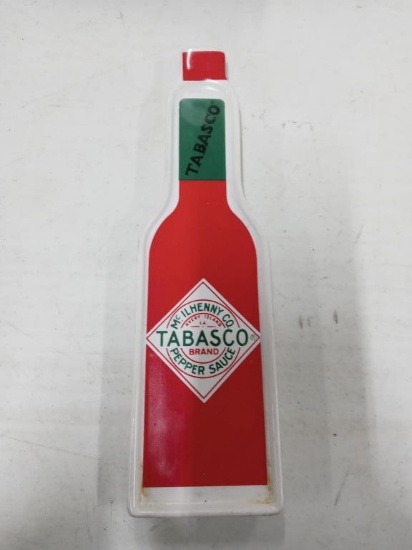 TABASCO
McILHENNY CO.
AVERY ISLAND
LA
TABASCO
BRAND
PEPPER SAUCE